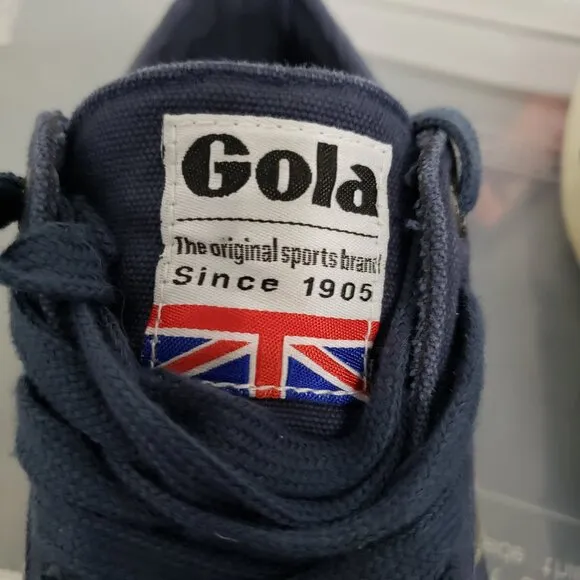 Gola
The original sports brand
Since 1905